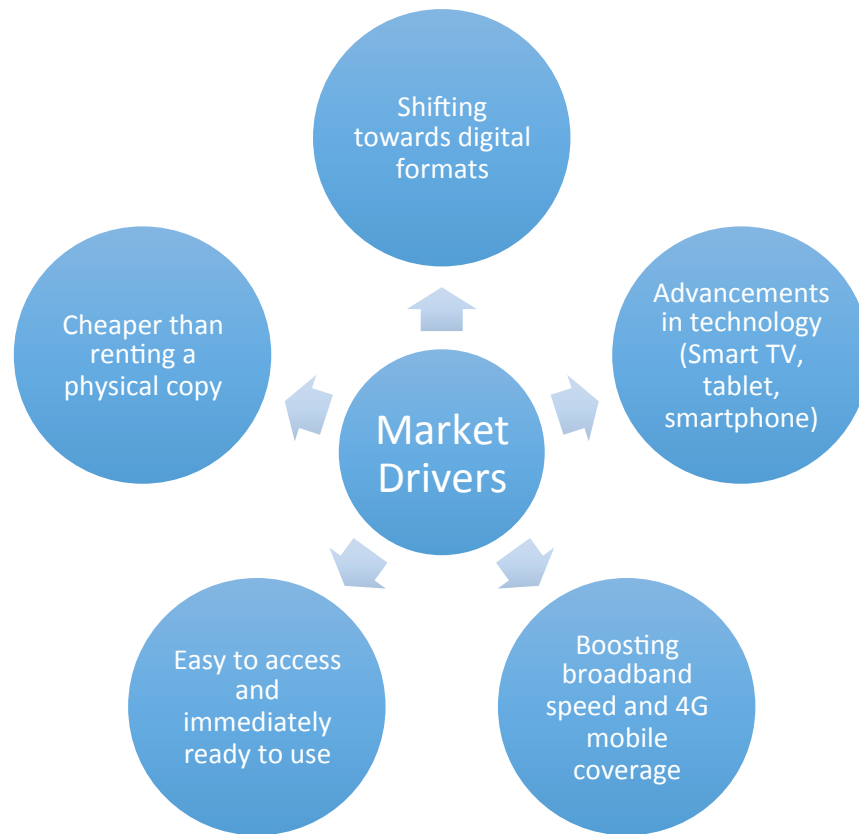 Shifting
towards digital
formats
Cheaper than
renting a
physical copy
Advancements
in technology
(Smart TV,
tablet,
smartphone)
Market
Drivers
Easy to access
and
immediately
ready to use
Boosting
broadband
speed and 4G
mobile
coverage